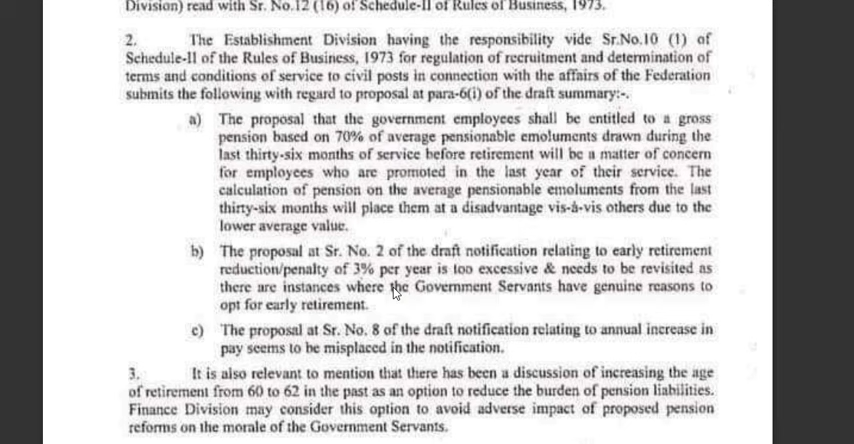 Division) read with Sr. No.12 (16) of Schedule-II of Rules of Business, 1973.
2. The Establishment Division having the responsibility vide Sr.No.10 (1) of
Schedule-II of the Rules of Business, 1973 for regulation of recruitment and determination of
terms and conditions of service to civil posts in connection with the affairs of the Federation
submits the following with regard to proposal at para-6(i) of the draft summary:-.
a) The proposal that the government employees shall be entitled to a gross
pension based on 70% of average pensionable emoluments drawn during the
last thirty-six months of service before retirement will be a matter of concern
for employees who are promoted in the last year of their service. The
calculation of pension on the average pensionable emoluments from the last
thirty-six months will place them at a disadvantage vis-à-vis others due to the
lower average value.
b) The proposal at Sr. No. 2 of the draft notification relating to early retirement
reduction/penalty of 3% per year is too excessive & needs to be revisited as
there are instances where the Government Servants have genuine reasons to
opt for early retirement.
c) The proposal at Sr. No. 8 of the draft notification relating to annual increase in
pay seems to be misplaced in the notification.
3. It is also relevant to mention that there has been a discussion of increasing the age
of retirement from 60 to 62 in the past as an option to reduce the burden of pension liabilities.
Finance Division may consider this option to avoid adverse impact of proposed pension
reforms on the morale of the Government Servants.